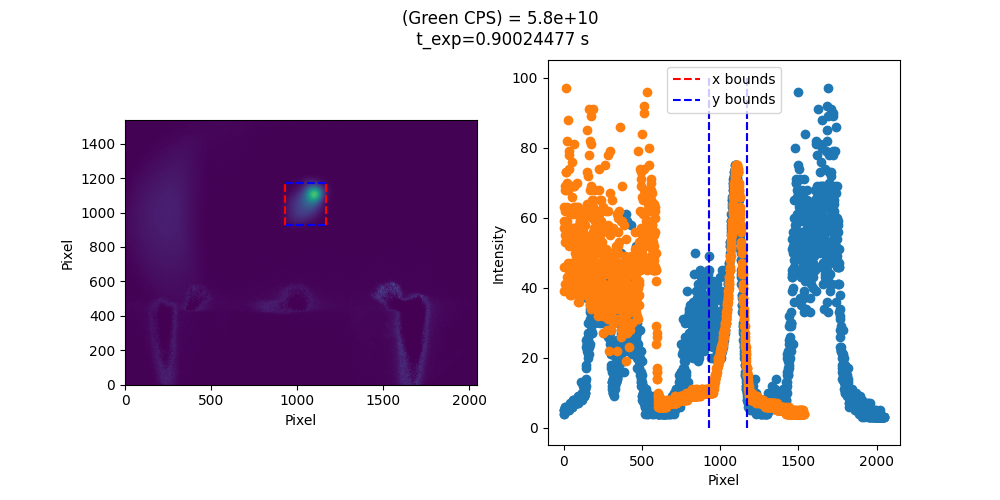 (Green CPS) = 5.8e+10
t_exp=0.90024477 s
1400
1200
1000
800
600
400
200
0
Pixel
0 500 1000 1500 2000
Pixel
100
80
60
40
20
0
Intensity
x bounds
y bounds
0 500 1000 1500 2000
Pixel